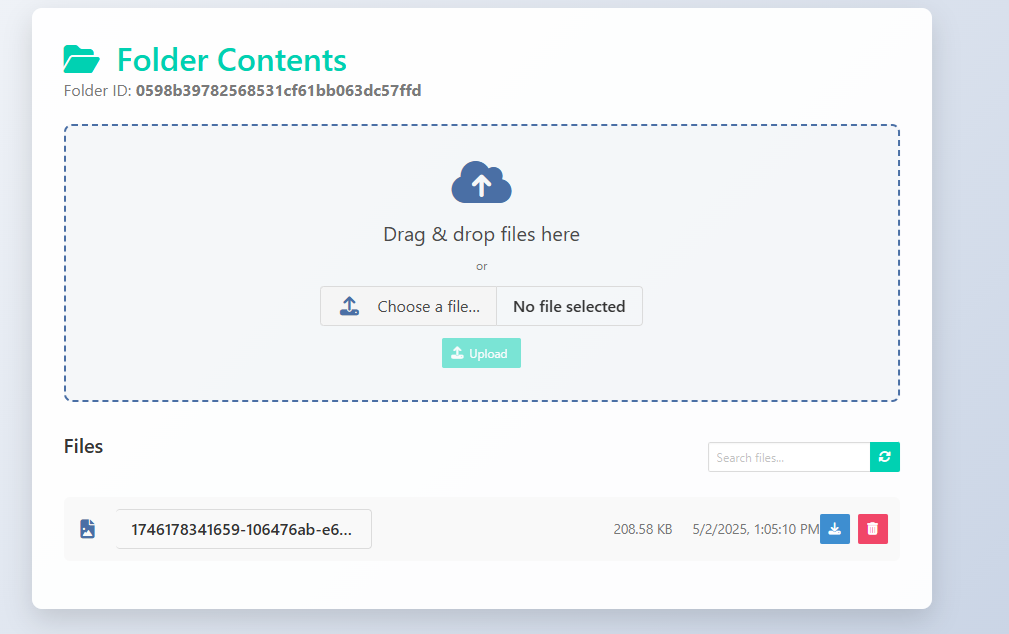 Folder Contents
Folder ID: 0598b39782568531cf61bb063dc57ffd
Drag & drop files here
or
Choose a file... No file selected
Upload
Files
Search files...
1746178341659-106476ab-e6... 208.58 KB 5/2/2025, 1:05:10 PM